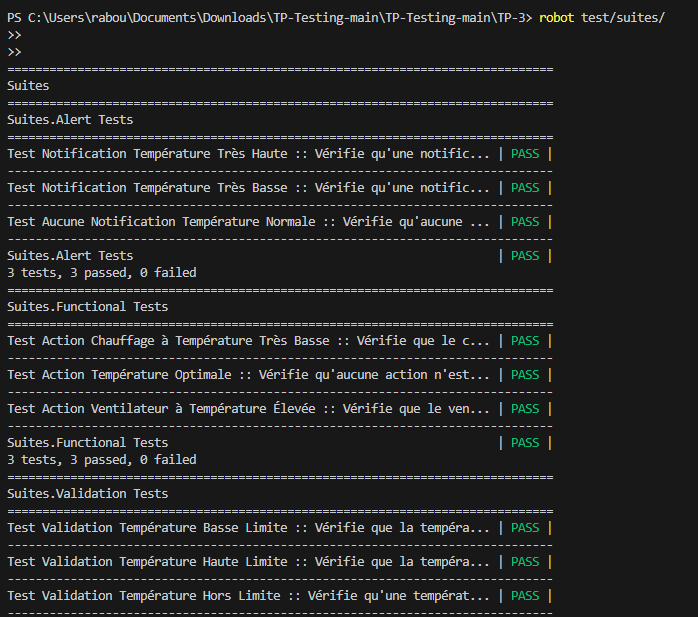 PS C:\Users\rabou\Documents\Downloads\TP-Testing-main\TP-Testing-main\TP-3> robot test/suites/
>>
>>
==============================================================================
Suites
==============================================================================
Suites.Alert Tests
==============================================================================
Test Notification Température Très Haute :: Vérifie qu'une notific... | PASS |
------------------------------------------------------------------------------
Test Notification Température Très Basse :: Vérifie qu'une notific... | PASS |
------------------------------------------------------------------------------
Test Aucune Notification Température Normale :: Vérifie qu'aucune ... | PASS |
------------------------------------------------------------------------------
Suites.Alert Tests | PASS |
3 tests, 3 passed, 0 failed
==============================================================================
Suites.Functional Tests
==============================================================================
Test Action Chauffage à Température Très Basse :: Vérifie que le c... | PASS |
------------------------------------------------------------------------------
Test Action Température Optimale :: Vérifie qu'aucune action n'est... | PASS |
------------------------------------------------------------------------------
Test Action Ventilateur à Température Élevée :: Vérifie que le ven... | PASS |
------------------------------------------------------------------------------
Suites.Functional Tests | PASS |
3 tests, 3 passed, 0 failed
==============================================================================
Suites.Validation Tests
==============================================================================
Test Validation Température Basse Limite :: Vérifie que la tempéra... | PASS |
------------------------------------------------------------------------------
Test Validation Température Haute Limite :: Vérifie que la tempéra... | PASS |
------------------------------------------------------------------------------
Test Validation Température Hors Limite :: Vérifie qu'une températ... | PASS |
------------------------------------------------------------------------------